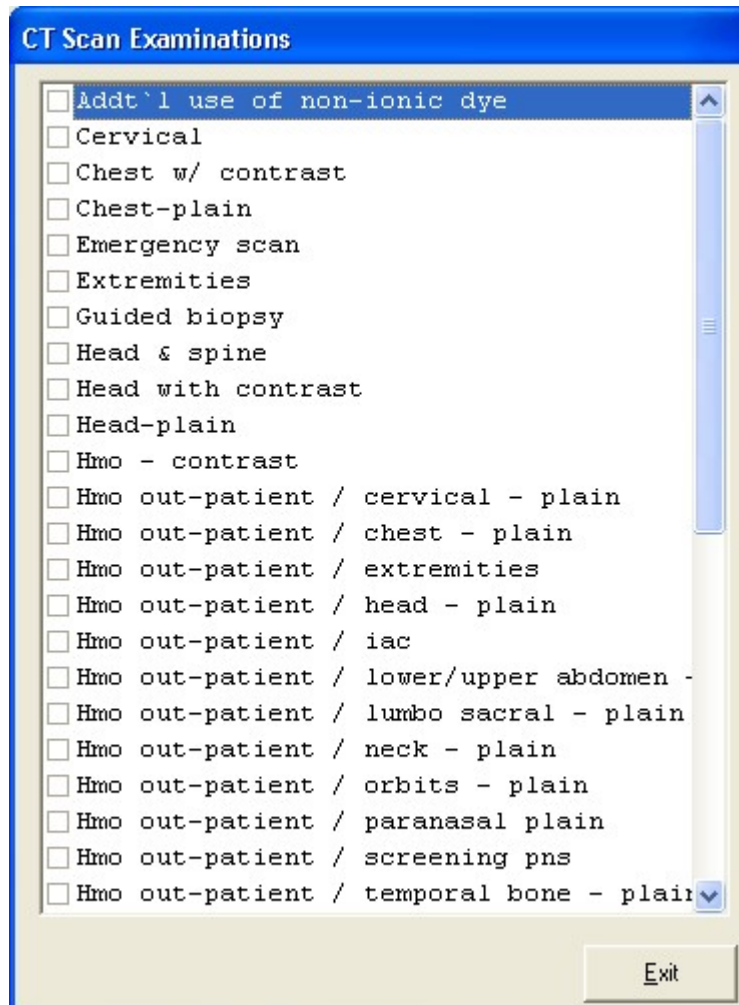 CT Scan Examinations
Addt`l use of non-ionic dye
Cervical
Chest w/ contrast
Chest-plain
Emergency scan
Extremities
Guided biopsy
Head & spine
Head with contrast
Head-plain
Hmo - contrast
Hmo out-patient / cervical - plain
Hmo out-patient / chest - plain
Hmo out-patient / extremities
Hmo out-patient / head - plain
Hmo out-patient / iac
Hmo out-patient / lower/upper abdomen -
Hmo out-patient / lumbo sacral - plain
Hmo out-patient / neck - plain
Hmo out-patient / orbits - plain
Hmo out-patient / paranasal plain
Hmo out-patient / screening pns
Hmo out-patient / temporal bone - plain
Exit